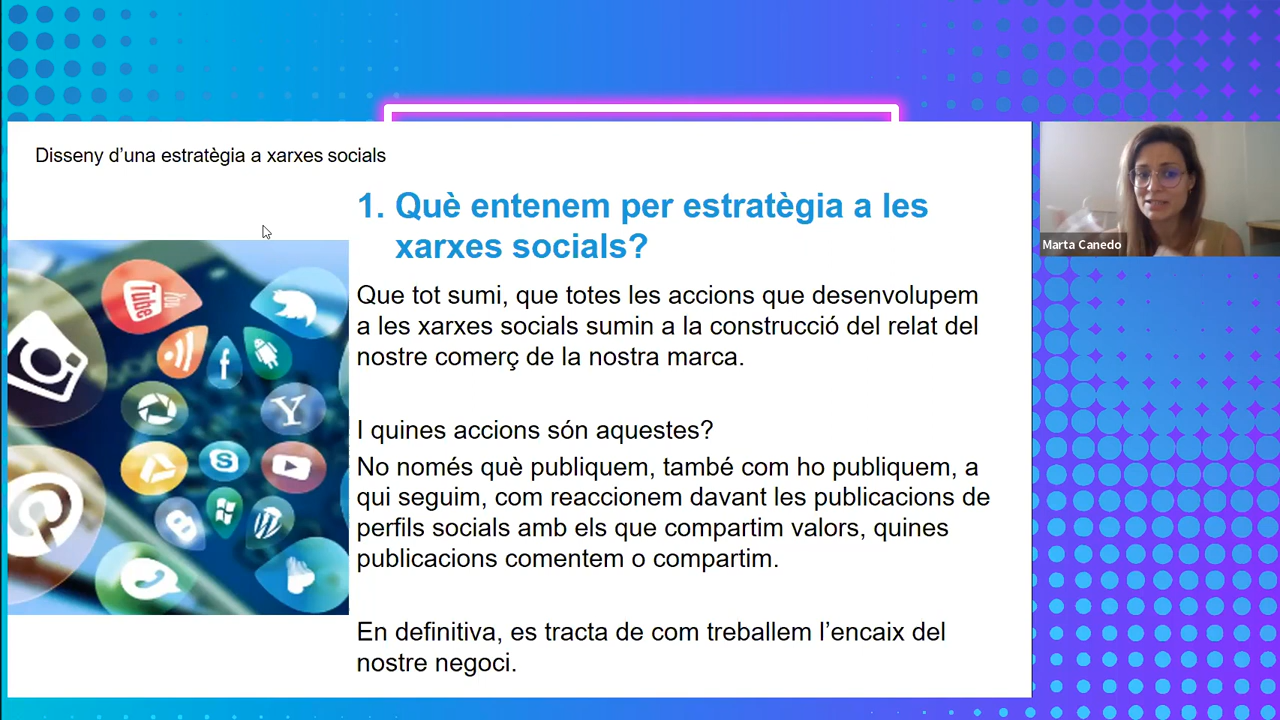 Disseny d’una estratègia a xarxes socials
1. Què entenem per estratègia a les
xarxes socials?
Que tot sumi, que totes les accions que desenvolupem
a les xarxes socials sumin a la construcció del relat del
nostre comerç de la nostra marca.
I quines accions són aquestes?
No només què publiquem, també com ho publiquem, a
qui seguim, com reaccionem davant les publicacions de
perfils socials amb els que compartim valors, quines
publicacions comentem o compartim.
En definitiva, es tracta de com treballem l’encaix del
nostre negoci.
You
Tube
Marta Canedo